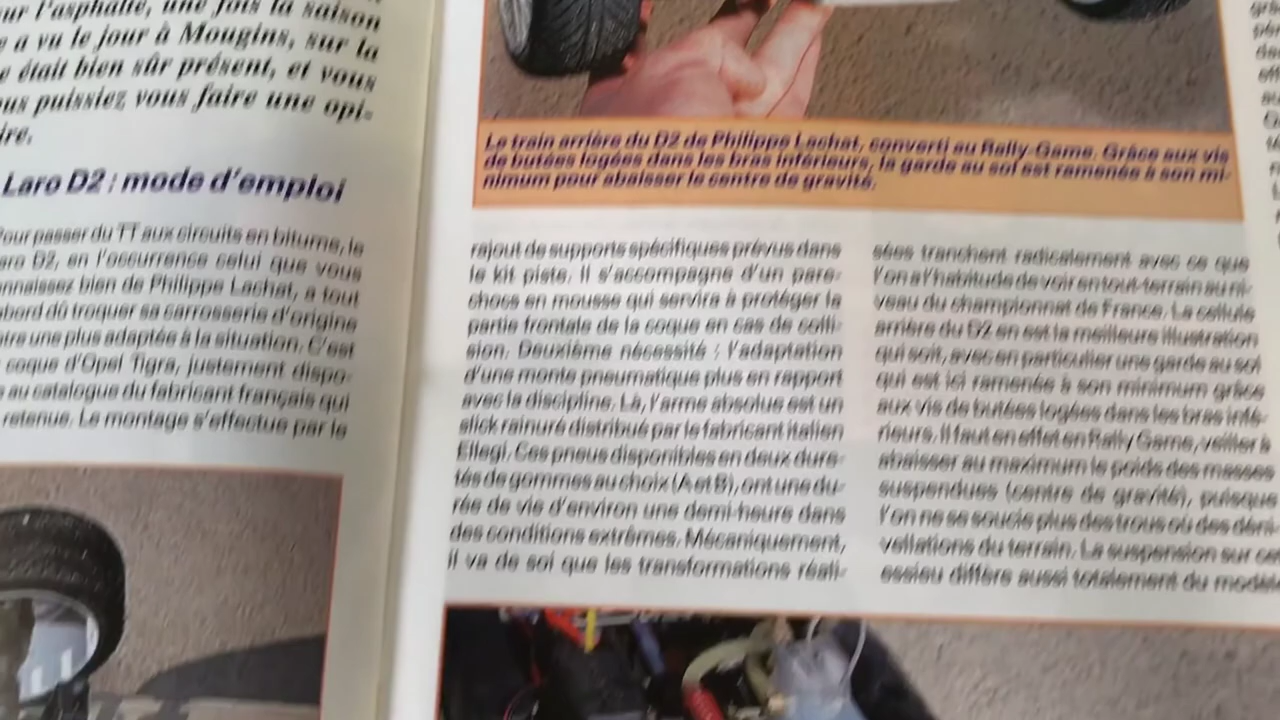 ur l'asphalte, une fois la saison
e a vu le jour à Mougins, sur la
e était bien sûr présent, et vous
ous puissiez vous faire une opi-
ire.
Laro D2 : mode d'emploi
Pour passer du TT aux circuits en bitume, le
aro D2, en l'occurrence celui que vous
onnaissez bien de Philippe Lachat, a tout
abord dû troquer sa carrosserie d'origine
ntre une plus adaptée à la situation. C'est
coque d'Opel Tigra, justement dispo-
e au catalogue du fabricant français qui
retenue. Le montage s'effectue par le
Le train arrière du D2 de Philippe Lachat, converti au Rally-Game. Grâce aux vis
de butées logées dans les bras inférieurs, la garde au sol est ramenée à son mi-
nimum pour abaisser le centre de gravité.
rajout de supports spécifiques prévus dans
le kit piste. Il s'accompagne d'un pare-
chocs en mousse qui servira à protéger la
partie frontale de la coque en cas de colli-
sion. Deuxième nécessité : l'adaptation
d'une monte pneumatique plus en rapport
avec la discipline. Là, l'arme absolue est un
slick rainuré distribué par le fabricant italien
Ellegi. Ces pneus disponibles en deux dure-
tés de gommes au choix (A et B), ont une du-
rée de vie d'environ une demi-heure dans
des conditions extrêmes. Mécaniquement,
il va de soi que les transformations réali-
sées tranchent radicalement avec ce que
l'on a l'habitude de voir en tout-terrain au ni-
veau du championnat de France. La cellule
arrière du D2 en est la meilleure illustration
qui soit, avec en particulier une garde au sol
qui est ici ramenée à son minimum grâce
aux vis de butées logées dans les bras infé-
rieurs. Il faut en effet en Rally Game, veiller à
abaisser au maximum le poids des masses
suspendues (centre de gravité), puisque
l'on ne se soucie plus des trous ou des déni-
vellations du terrain. La suspension sur cet
essieu diffère aussi totalement du modèle